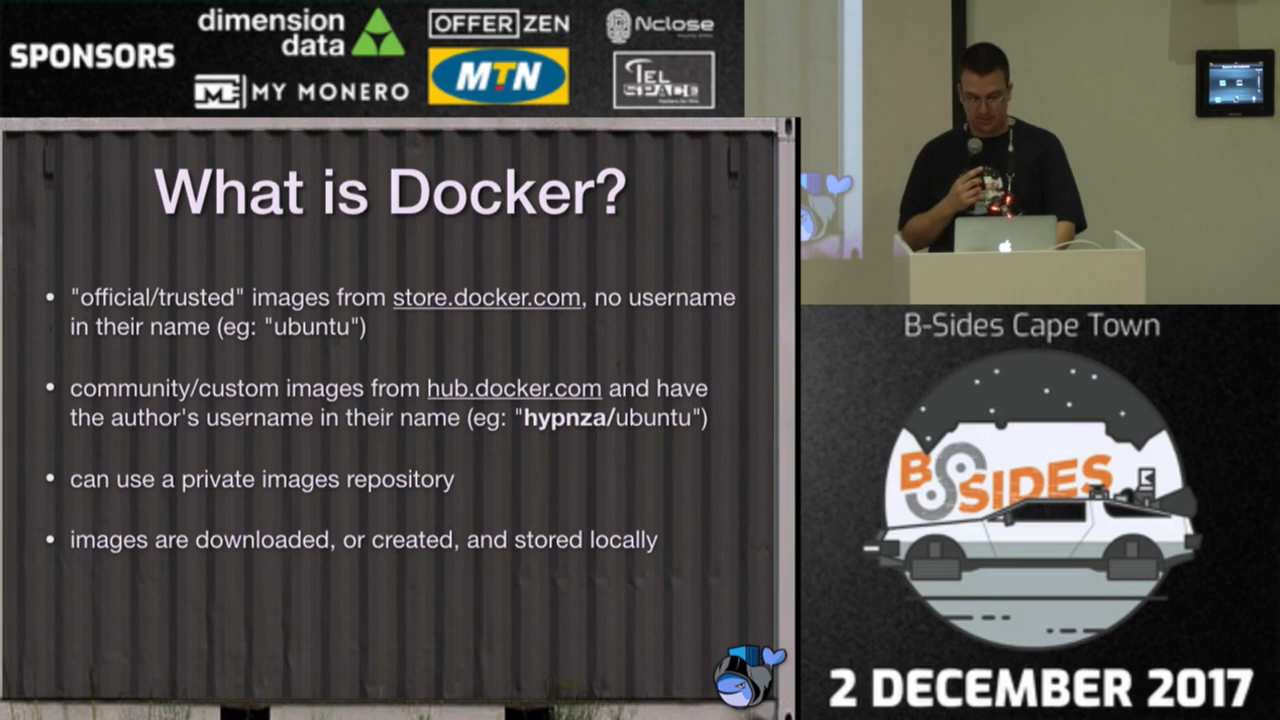 SPONSORS
dimension
data
MY MONERO
OFFERZEN
MTN
Nclose
TEL
SPACE
What is Docker?
• "official/trusted" images from store.docker.com, no username
in their name (eg: "ubuntu")
• community/custom images from hub.docker.com and have
the author's username in their name (eg: "hypnza/ubuntu")
• can use a private images repository
• images are downloaded, or created, and stored locally
B-Sides Cape Town
B SIDES
2 DECEMBER 2017